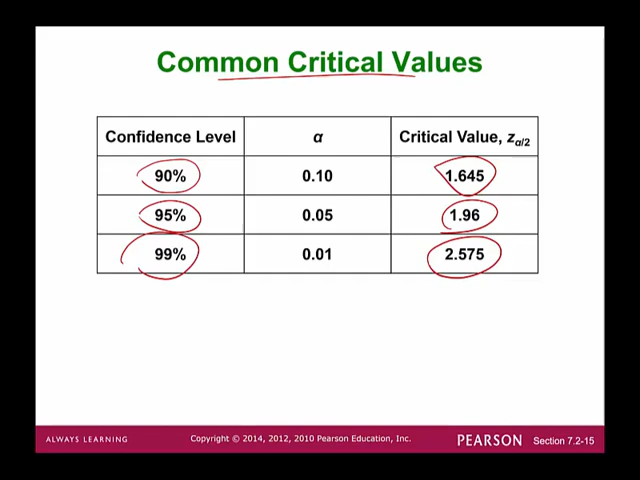 Common Critical Values
Confidence Level α Critical Value, zα/2
90% 0.10 1.645
95% 0.05 1.96
99% 0.01 2.575
ALWAYS LEARNING Copyright © 2014, 2012, 2010 Pearson Education, Inc. PEARSON Section 7.2-15